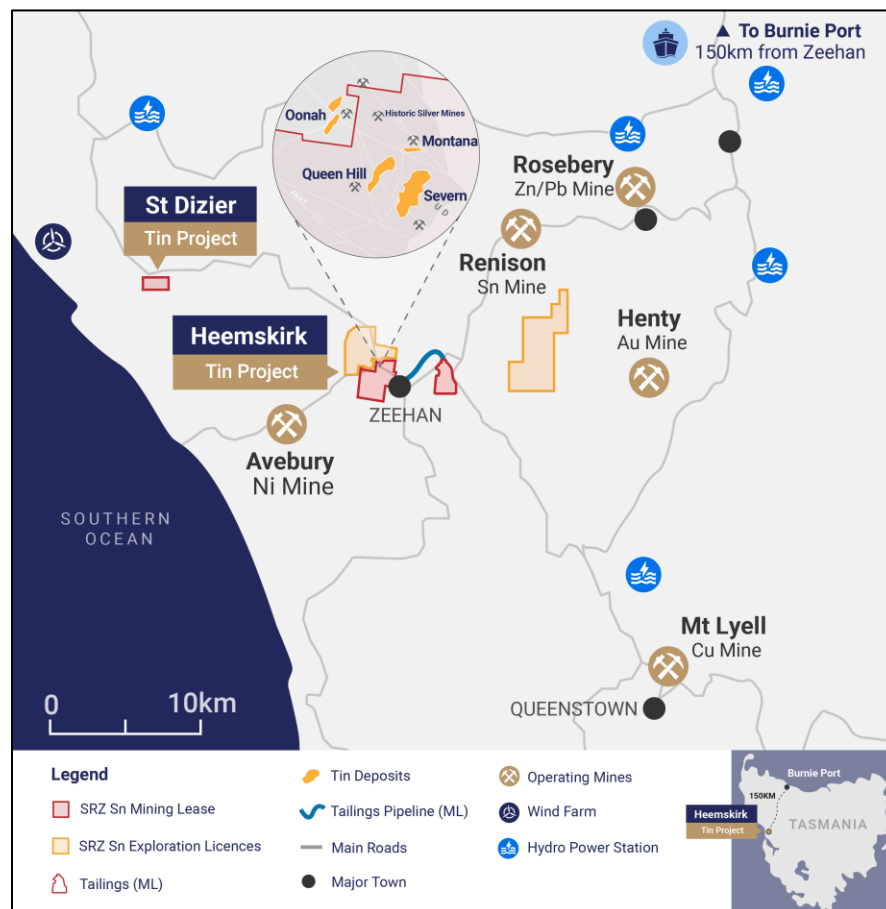 ▲ To Burnie Port
150km from Zeehan
Oonah
Historic Silver Mines
Montana
Queen Hill
Severn
St Dizier
Tin Project
Rosebery
Zn/Pb Mine
Renison
Sn Mine
Henty
Au Mine
Heemskirk
Tin Project
ZEEHAN
Avebury
Ni Mine
SOUTHERN
OCEAN
Mt Lyell
Cu Mine
QUEENSTOWN
0 10km
Legend
SRZ Sn Mining Lease
SRZ Sn Exploration Licences
Tailings (ML)
Tin Deposits
Tailings Pipeline (ML)
Main Roads
Major Town
Operating Mines
Wind Farm
Hydro Power Station
Burnie Port
150KM
Heemskirk
Tin Project
TASMANIA